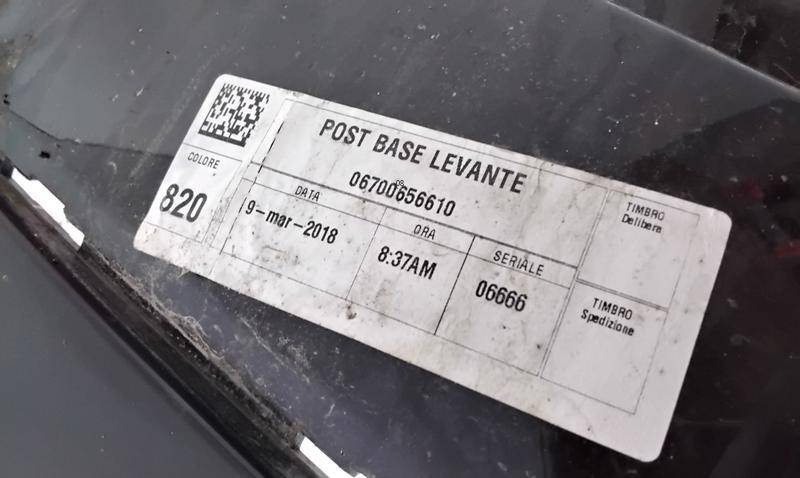 POST BASE LEVANTE
06700656610
COLORE
820
DATA
9-mar-2018
ORA
8:37AM
SERIALE
06666
TIMBRO
Delibera
TIMBRO
Spedizione